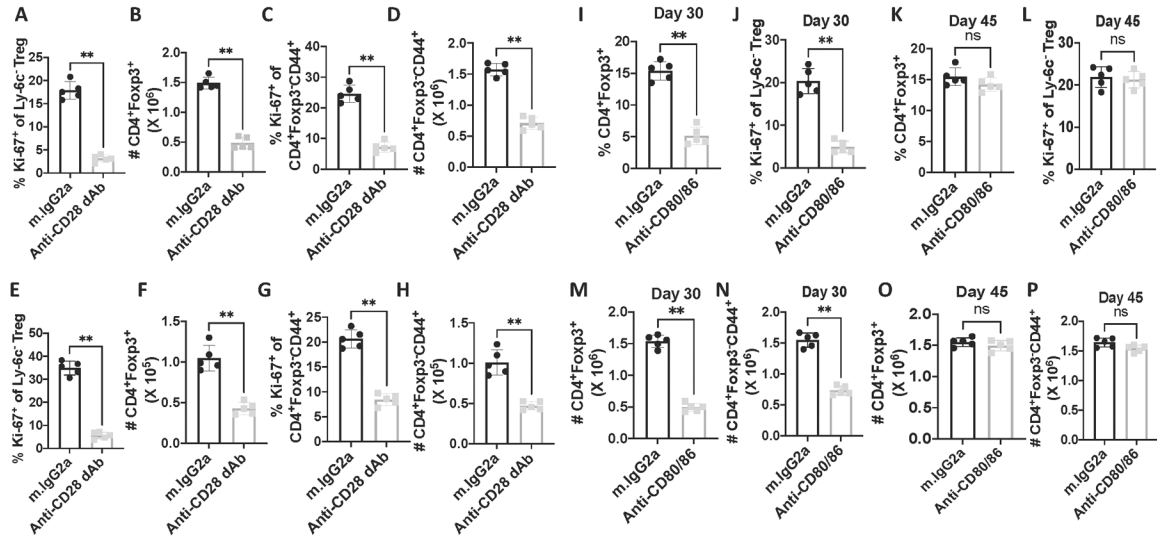 A
% Ki-67⁺ of Ly-6c⁻ Treg
25
20
15
10
5
0
**
m.IgG2a
Anti-CD28 dAb
B
# CD4⁺Foxp3⁺
(X 10⁶)
2.0
1.5
1.0
0.5
0.0
**
m.IgG2a
Anti-CD28 dAb
C
% Ki-67⁺ of
CD4⁺Foxp3⁻CD44⁺
40
30
20
10
0
**
m.IgG2a
Anti-CD28 dAb
D
# CD4⁺Foxp3⁻CD44⁺
(X 10⁶)
2.0
1.5
1.0
0.5
0.0
**
m.IgG2a
Anti-CD28 dAb
I
Day 30
% CD4⁺Foxp3⁺
20
15
10
5
0
**
m.IgG2a
Anti-CD80/86
J
Day 30
% Ki-67⁺ of Ly-6c⁻ Treg
30
20
10
0
**
m.IgG2a
Anti-CD80/86
K
Day 45
% CD4⁺Foxp3⁺
25
20
15
10
5
0
ns
m.IgG2a
Anti-CD80/86
L
Day 45
% Ki-67⁺ of Ly-6c⁻ Treg
40
30
20
10
0
ns
m.IgG2a
Anti-CD80/86
E
% Ki-67⁺ of Ly-6c⁻ Treg
50
40
30
20
10
0
**
m.IgG2a
Anti-CD28 dAb
F
# CD4⁺Foxp3⁺
(X 10⁵)
1.5
1.0
0.5
0.0
**
m.IgG2a
Anti-CD28 dAb
G
% Ki-67⁺ of
CD4⁺Foxp3⁻CD44⁺
25
20
15
10
5
0
**
m.IgG2a
Anti-CD28 dAb
H
# CD4⁺Foxp3⁻CD44⁺
(X 10⁵)
1.5
1.0
0.5
0.0
**
m.IgG2a
Anti-CD28 dAb
M
Day 30
# CD4⁺Foxp3⁺
(X 10⁶)
2.0
1.5
1.0
0.5
0.0
**
m.IgG2a
Anti-CD80/86
N
Day 30
# CD4⁺Foxp3⁻CD44⁺
(X 10⁶)
2.0
1.5
1.0
0.5
0.0
**
m.IgG2a
Anti-CD80/86
O
Day 45
# CD4⁺Foxp3⁺
(X 10⁶)
2.0
1.5
1.0
0.5
0.0
ns
m.IgG2a
Anti-CD80/86
P
Day 45
# CD4⁺Foxp3⁻CD44⁺
(X 10⁶)
2.0
1.5
1.0
0.5
0.0
ns
m.IgG2a
Anti-CD80/86